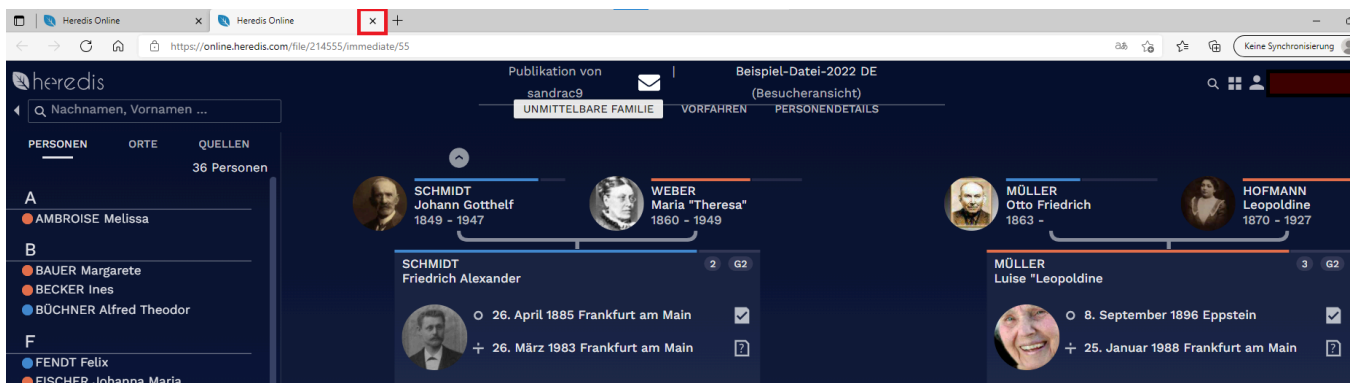 Heredis Online
Heredis Online
https://online.heredis.com/file/214555/immediate/55
Keine Synchronisierung
heredis
Publikation von
sandrac9
|
Beispiel-Datei-2022 DE
(Besucheransicht)
Nachnamen, Vornamen ...
UNMITTELBARE FAMILIE VORFAHREN PERSONENDETAILS
PERSONEN ORTE QUELLEN
36 Personen
A
AMBROISE Melissa
B
BAUER Margarete
BECKER Ines
BÜCHNER Alfred Theodor
F
FENDT Felix
FISCHER Johanna Maria
SCHMIDT
Johann Gotthelf
1849 - 1947
WEBER
Maria "Theresa"
1860 - 1949
MÜLLER
Otto Friedrich
1863 -
HOFMANN
Leopoldine
1870 - 1927
SCHMIDT 2 G2
Friedrich Alexander
26. April 1885 Frankfurt am Main
26. März 1983 Frankfurt am Main
MÜLLER 3 G2
Luise "Leopoldine
8. September 1896 Eppstein
25. Januar 1988 Frankfurt am Main